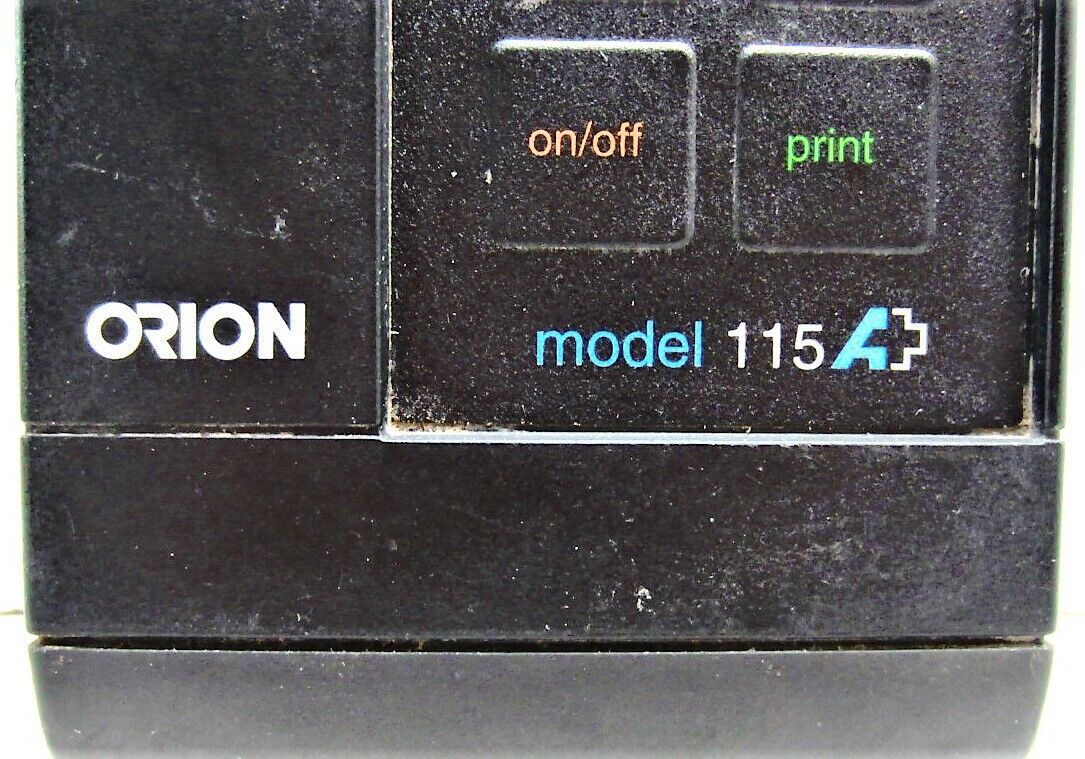 on/off
print
ORION
model 115A+